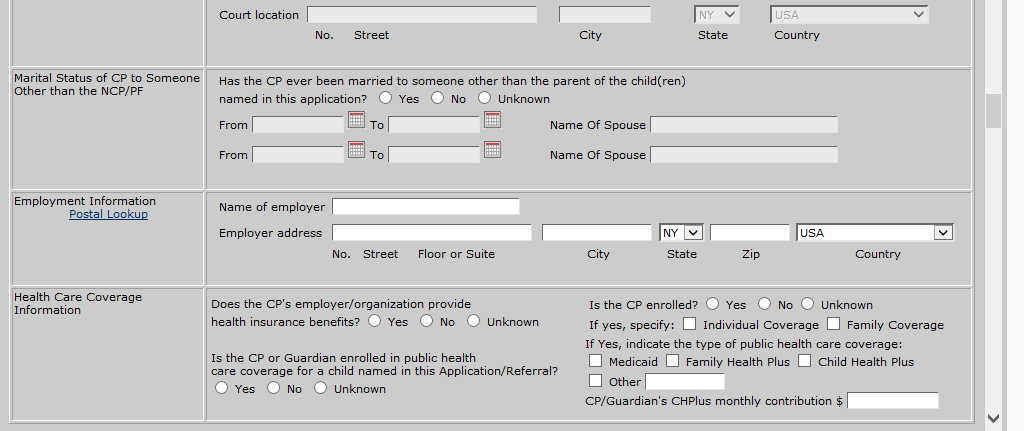 Court location NY USA
No. Street City State Country
Marital Status of CP to Someone
Other than the NCP/PF
Has the CP ever been married to someone other than the parent of the child(ren)
named in this application? Yes No Unknown
From To Name Of Spouse
From To Name Of Spouse
Employment Information
Postal Lookup
Name of employer
Employer address NY USA
No. Street Floor or Suite City State Zip Country
Health Care Coverage
Information
Does the CP's employer/organization provide
health insurance benefits? Yes No Unknown
Is the CP or Guardian enrolled in public health
care coverage for a child named in this Application/Referral?
Yes No Unknown
Is the CP enrolled? Yes No Unknown
If yes, specify: Individual Coverage Family Coverage
If Yes, indicate the type of public health care coverage:
Medicaid Family Health Plus Child Health Plus
Other
CP/Guardian's CHPlus monthly contribution $